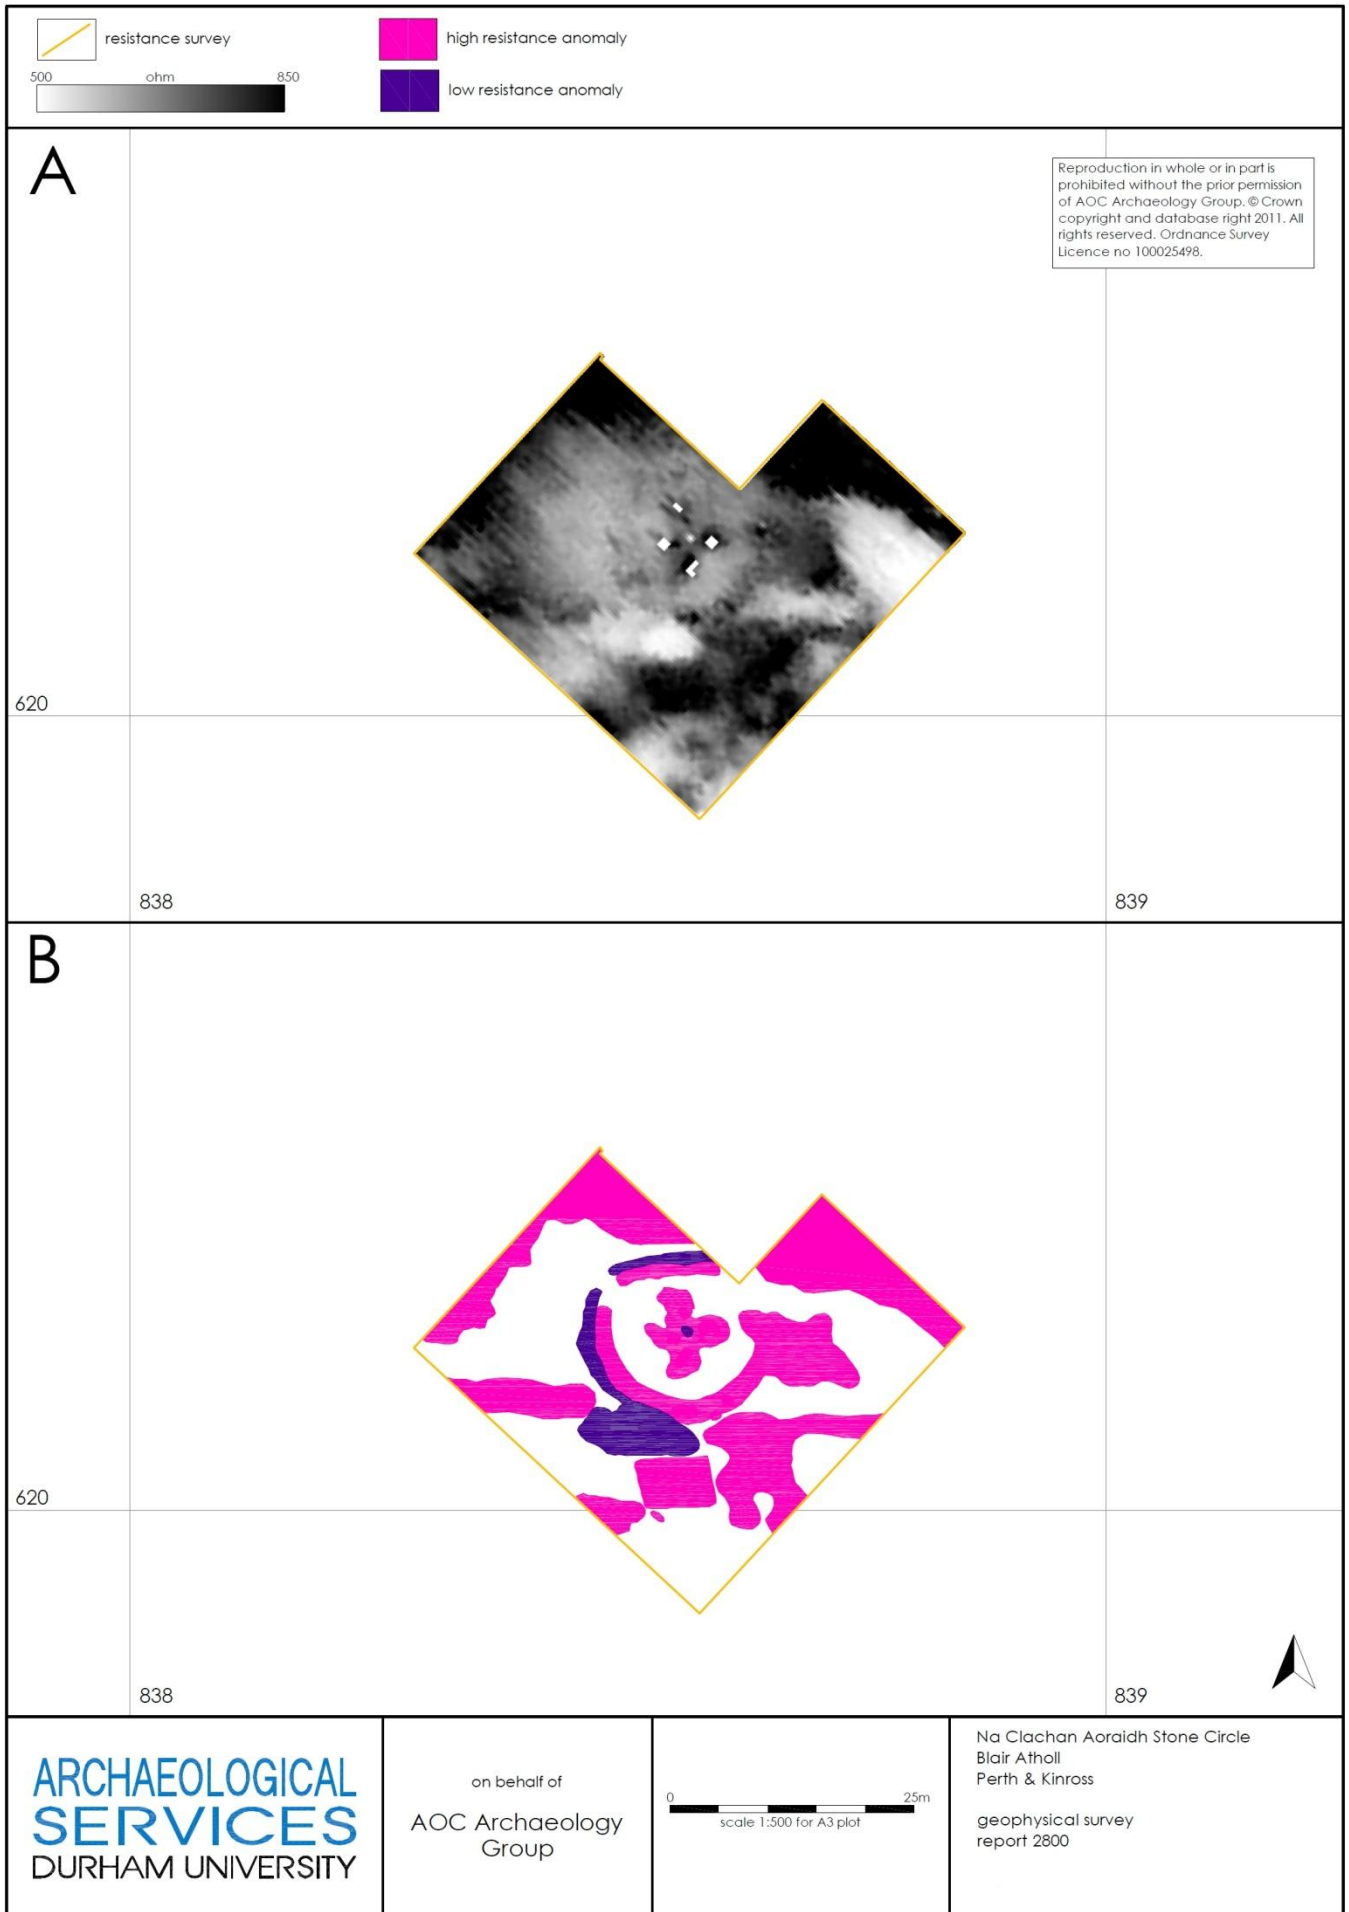 resistance survey
500 ohm 850
high resistance anomaly
low resistance anomaly
A
Reproduction in whole or in part is
prohibited without the prior permission
of AOC Archaeology Group. © Crown
copyright and database right 2011. All
rights reserved. Ordnance Survey
Licence no 100025498.
620
838
839
B
620
838
839
ARCHAEOLOGICAL
SERVICES
DURHAM UNIVERSITY
on behalf of
AOC Archaeology
Group
0 25m
scale 1:500 for A3 plot
Na Clachan Aoraidh Stone Circle
Blair Atholl
Perth & Kinross
geophysical survey
report 2800